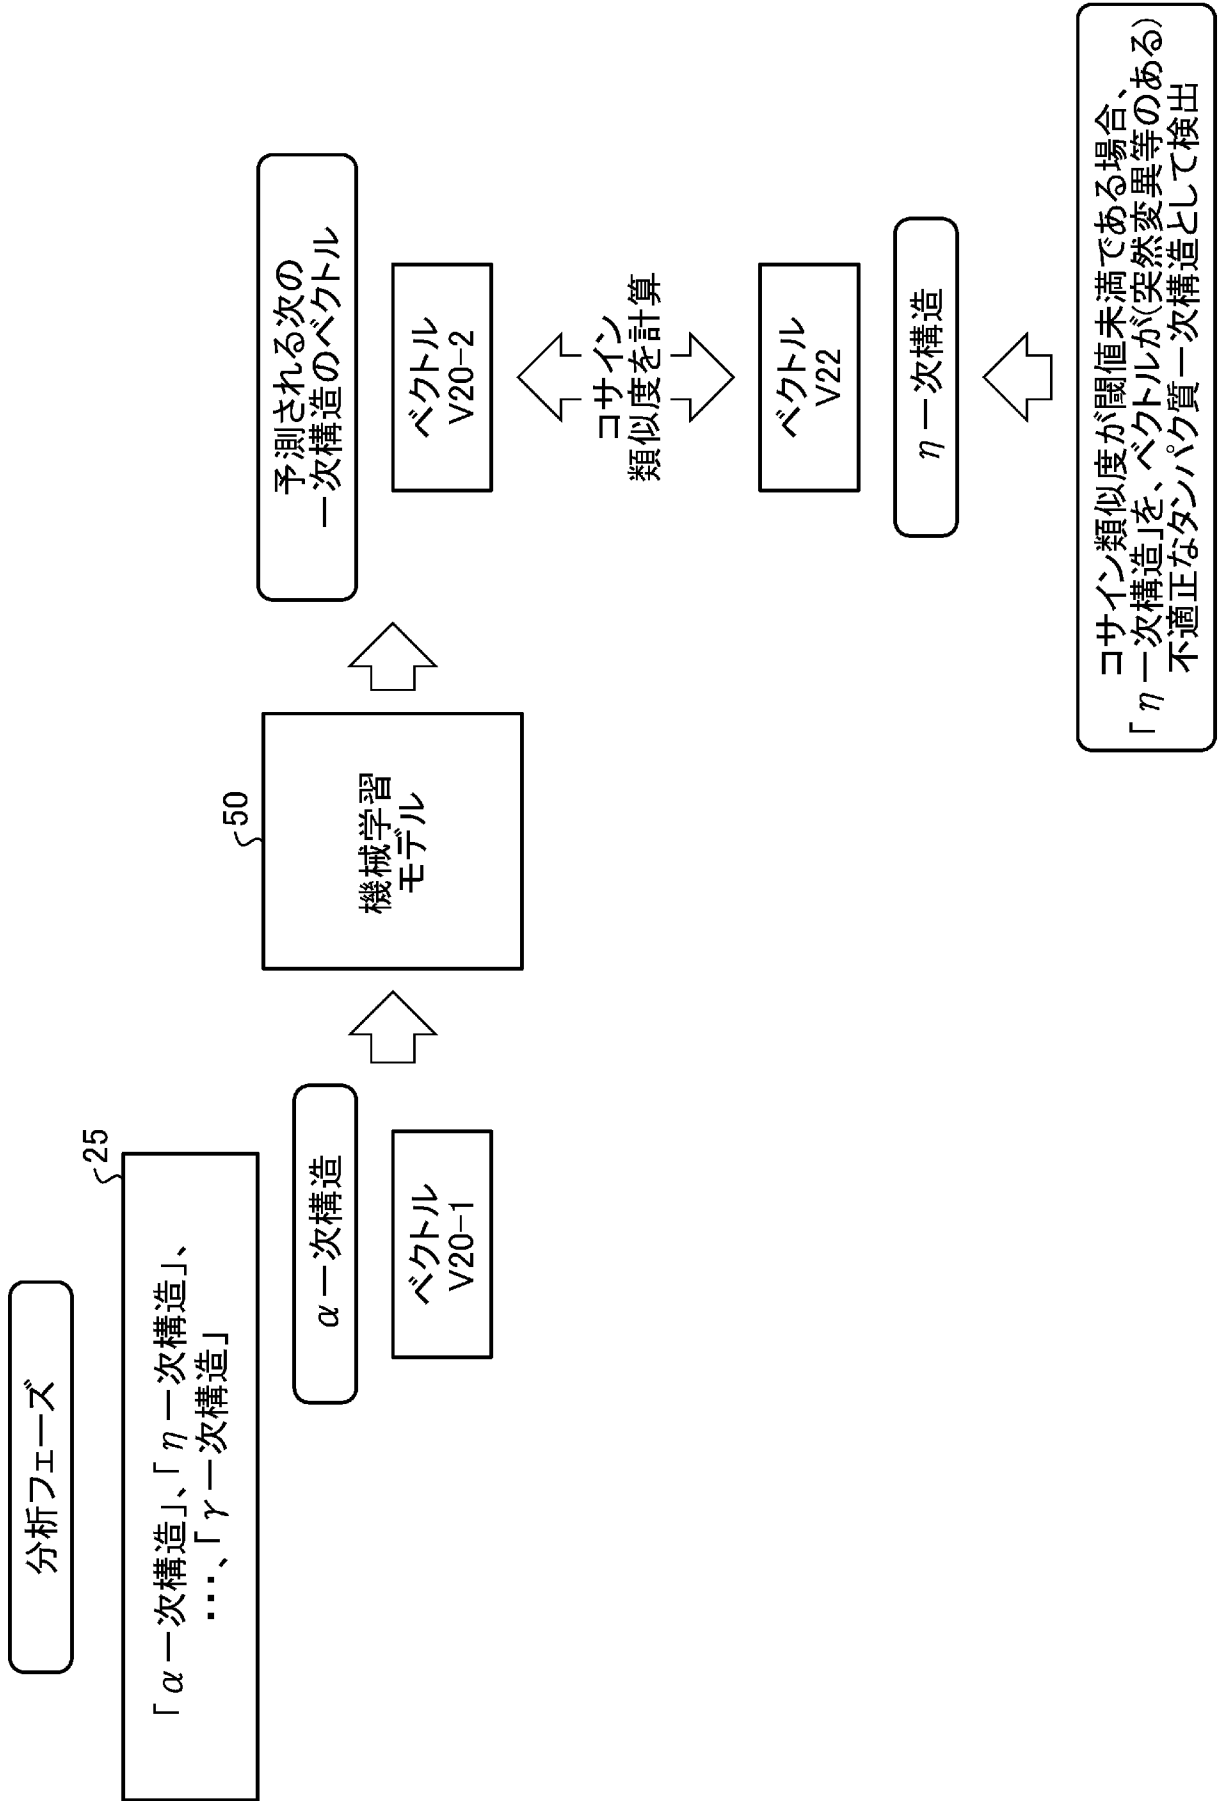 分析フェーズ
25
「α一次構造」、「η一次構造」、
・・・、「γ一次構造」
α一次構造
ベクトル
V20-1
50
機械学習
モデル
予測される次の
一次構造のベクトル
ベクトル
V20-2
コサイン
類似度を計算
ベクトル
V22
η一次構造
コサイン類似度が閾値未満である場合、
「η一次構造」を、ベクトルが(突然変異等のある)
不適正なタンパク質一次構造として検出